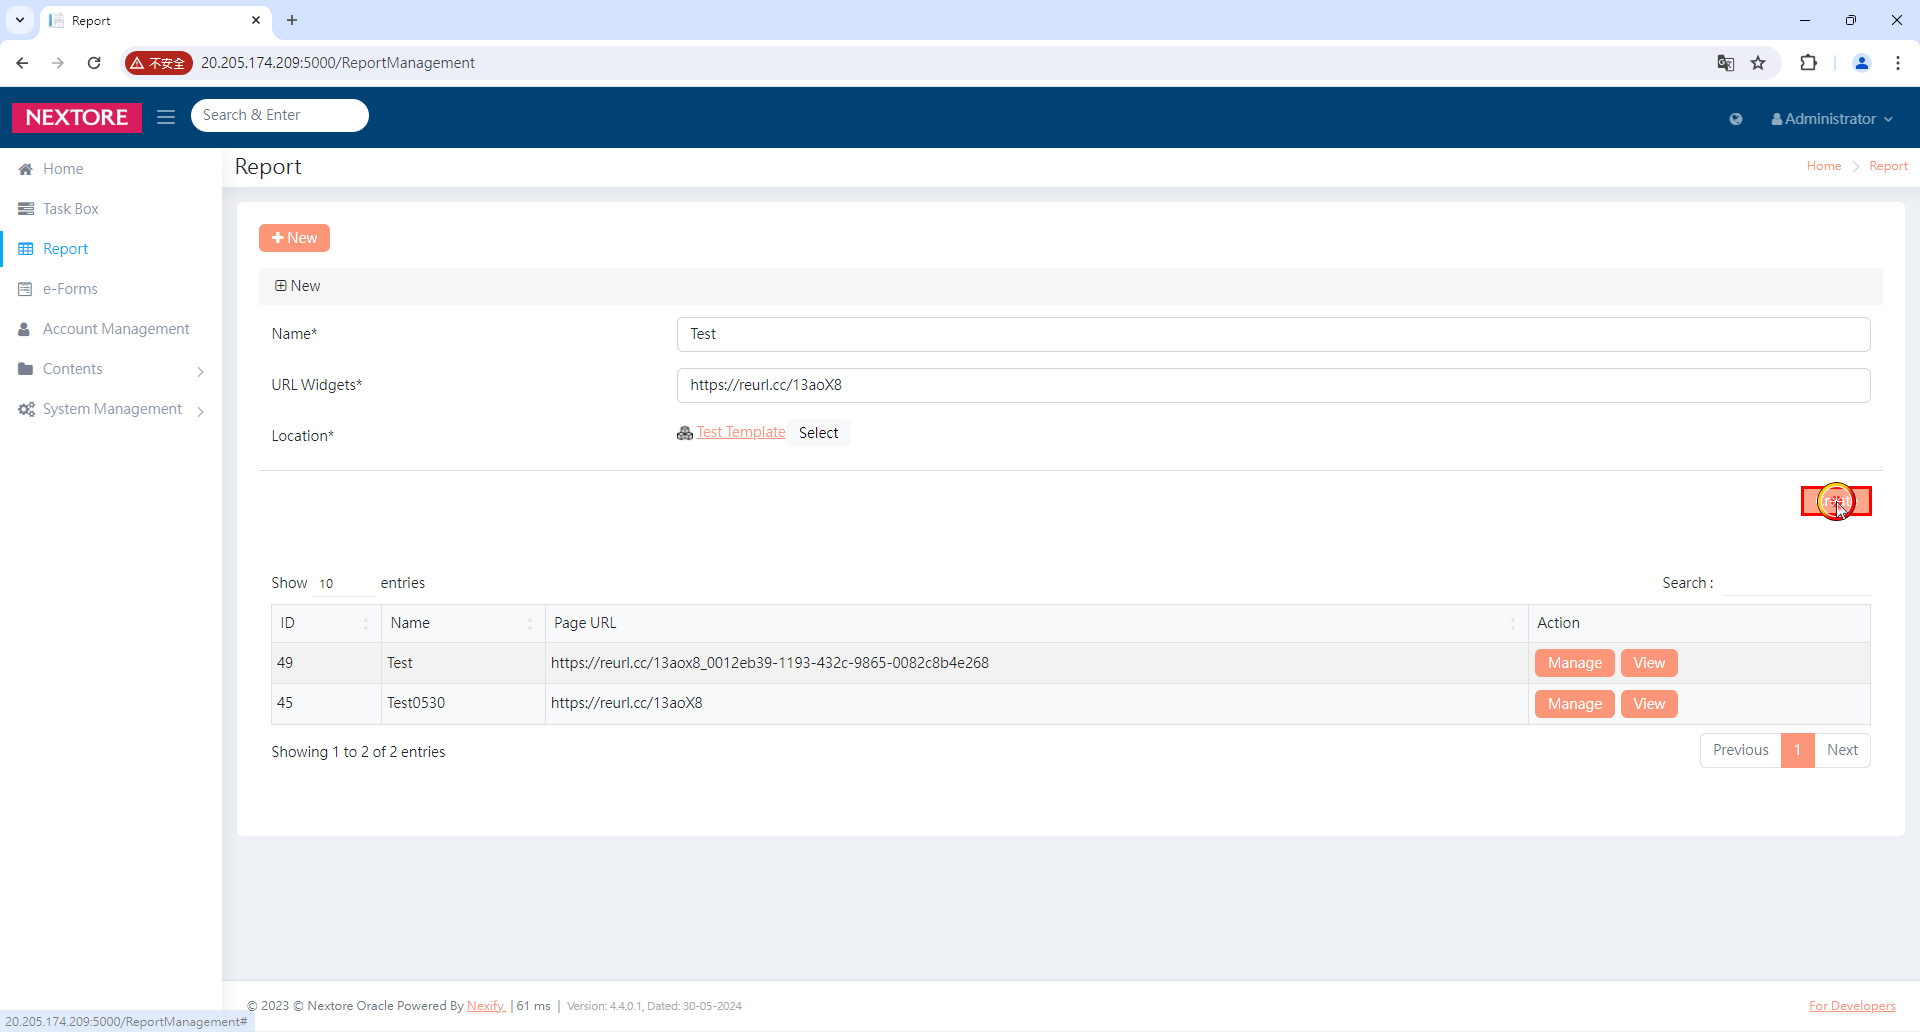 Report
不安全
20.205.174.209:5000/ReportManagement
NEXTORE
Search & Enter
Administrator
Home
Task Box
Report
e-Forms
Account Management
Contents
System Management
Report
Home
Report
New
New
Name*
Test
URL Widgets*
https://reurl.cc/13aoX8
Location*
Test Template
Select
Show 10 entries
Search :
ID
Name
Page URL
Action
49
Test
https://reurl.cc/13aox8_0012eb39-1193-432c-9865-0082c8b4e268
Manage
View
45
Test0530
https://reurl.cc/13aoX8
Manage
View
Showing 1 to 2 of 2 entries
Previous
1
Next
© 2023 © Nextore Oracle Powered By Nexify | 61 ms | Version: 4.4.0.1, Dated: 30-05-2024
For Developers
20.205.174.209:5000/ReportManagement#